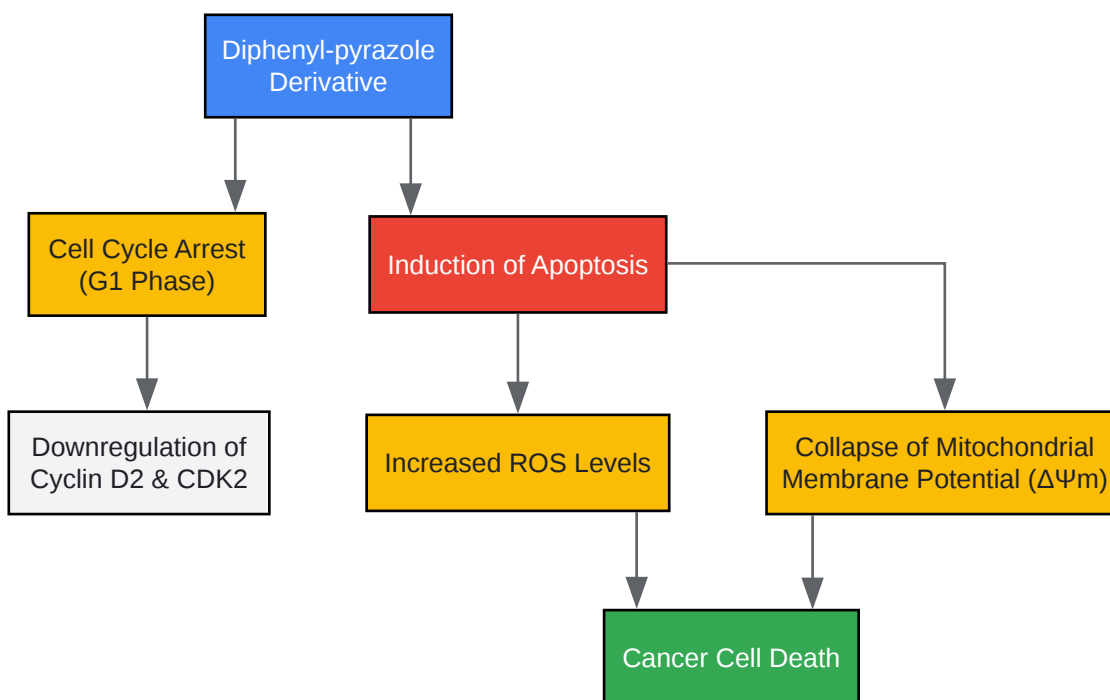 Diphenyl-pyrazole
Derivative
Cell Cycle Arrest
(G1 Phase)
Induction of Apoptosis
Downregulation of
Cyclin D2 & CDK2
Increased ROS Levels
Collapse of Mitochondrial
Membrane Potential (ΔΨm)
Cancer Cell Death